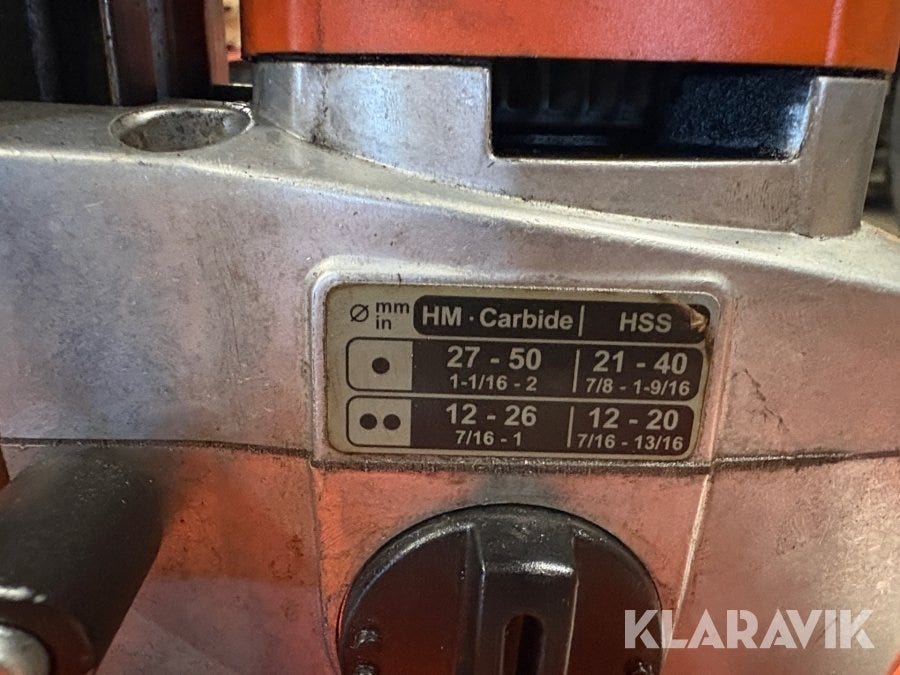 Ø mm in HM · Carbide | HSS
27 - 50 21 - 40
1-1/16 - 2 7/8 - 1-9/16
12 - 26 12 - 20
7/16 - 1 7/16 - 13/16
KLARAVIK